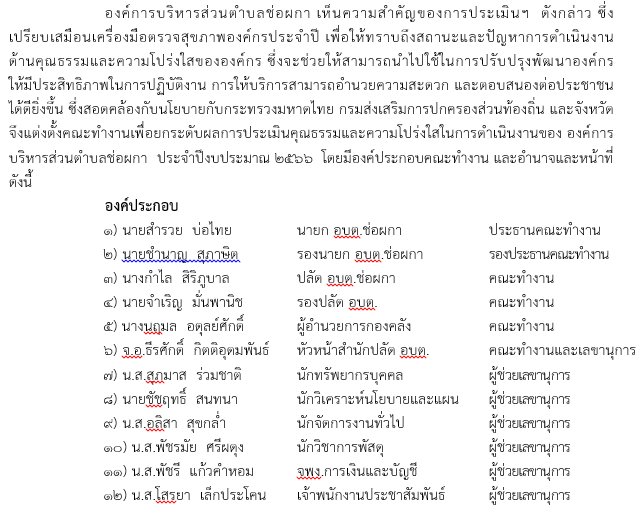 องค์การบริหารส่วนตำบลช่อผกา เห็นความสำคัญของการประเมินฯ ดังกล่าว ซึ่ง
เปรียบเสมือนเครื่องมือตรวจสุขภาพองค์กรประจำปี เพื่อให้ทราบถึงสถานะและปัญหาการดำเนินงาน
ด้านคุณธรรมและความโปร่งใสขององค์กร ซึ่งจะช่วยให้สามารถนำไปใช้ในการปรับปรุงพัฒนาองค์กร
ให้มีประสิทธิภาพในการปฏิบัติงาน การให้บริการสามารถอำนวยความสะดวก และตอบสนองต่อประชาชน
ได้ดียิ่งขึ้น ซึ่งสอดคล้องกับนโยบายกับกระทรวงมหาดไทย กรมส่งเสริมการปกครองส่วนท้องถิ่น และจังหวัด
จึงแต่งตั้งคณะทำงานเพื่อยกระดับผลการประเมินคุณธรรมและความโปร่งใสในการดำเนินงานของ องค์การ
บริหารส่วนตำบลช่อผกา ประจำปีงบประมาณ ๒๕๖๖ โดยมีองค์ประกอบคณะทำงาน และอำนาจและหน้าที่
ดังนี้
องค์ประกอบ
๑) นายสำรวย บ่อไทย นายก อบต.ช่อผกา ประธานคณะทำงาน
๒) นายชำนาญ สุภาษิต รองนายก อบต.ช่อผกา รองประธานคณะทำงาน
๓) นางกำไล สิริภูบาล ปลัด อบต.ช่อผกา คณะทำงาน
๔) นายจำเริญ มั่นพานิช รองปลัด อบต. คณะทำงาน
๕) นางนฤมล อดุลย์ศักดิ์ ผู้อำนวยการกองคลัง คณะทำงาน
๖) จ.อ.ธีรศักดิ์ กิตติอุดมพันธ์ หัวหน้าสำนักปลัด อบต. คณะทำงานและเลขานุการ
๗) น.ส.สุภมาส ร่วมชาติ นักทรัพยากรบุคคล ผู้ช่วยเลขานุการ
๘) นายชัชฤทธิ์ สนทนา นักวิเคราะห์นโยบายและแผน ผู้ช่วยเลขานุการ
๙) น.ส.อลิสา สุขกล่ำ นักจัดการงานทั่วไป ผู้ช่วยเลขานุการ
๑๐) น.ส.พัชรมัย ศรีผดุง นักวิชาการพัสดุ ผู้ช่วยเลขานุการ
๑๑) น.ส.พัชรี แก้วคำหอม จพง.การเงินและบัญชี ผู้ช่วยเลขานุการ
๑๒) น.ส.โสรยา เล็กประโคน เจ้าพนักงานประชาสัมพันธ์ ผู้ช่วยเลขานุการ